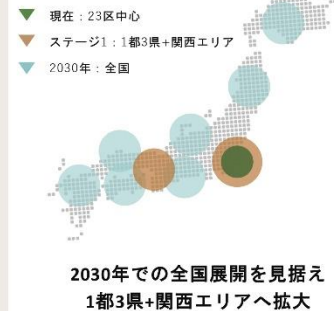 現在：23区中心
ステージ1：1都3県+関西エリア
2030年：全国
2030年での全国展開を見据え
1都3県+関西エリアへ拡大